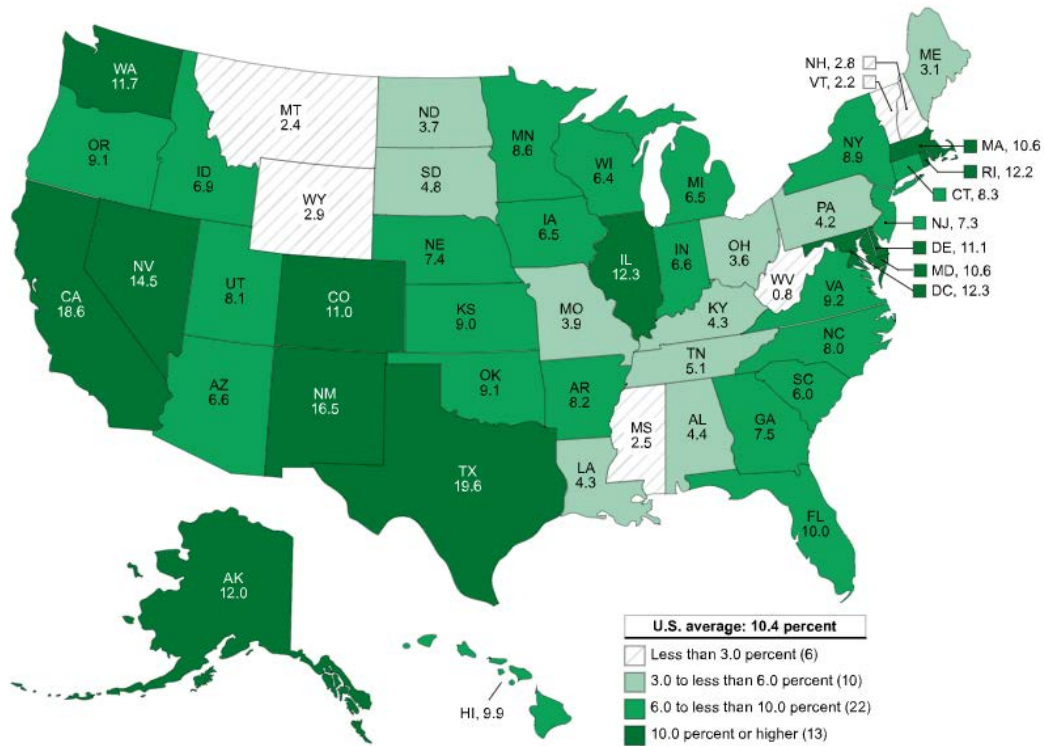 WA
11.7
MT
2.4
ND
3.7
MN
8.6
NH, 2.8
VT, 2.2
ME
3.1
OR
9.1
ID
6.9
WY
2.9
SD
4.8
WI
6.4
MI
6.5
NY
8.9
MA, 10.6
RI, 12.2
CT, 8.3
NJ, 7.3
DE, 11.1
MD, 10.6
DC, 12.3
CA
18.6
NV
14.5
UT
8.1
CO
11.0
NE
7.4
IA
6.5
IL
12.3
IN
6.6
OH
3.6
PA
4.2
WV
0.8
VA
9.2
KS
9.0
MO
3.9
KY
4.3
NC
8.0
TN
5.1
SC
6.0
AZ
6.6
NM
16.5
OK
9.1
AR
8.2
MS
2.5
AL
4.4
GA
7.5
TX
19.6
LA
4.3
FL
10.0
AK
12.0
HI, 9.9
U.S. average: 10.4 percent
Less than 3.0 percent (6)
3.0 to less than 6.0 percent (10)
6.0 to less than 10.0 percent (22)
10.0 percent or higher (13)